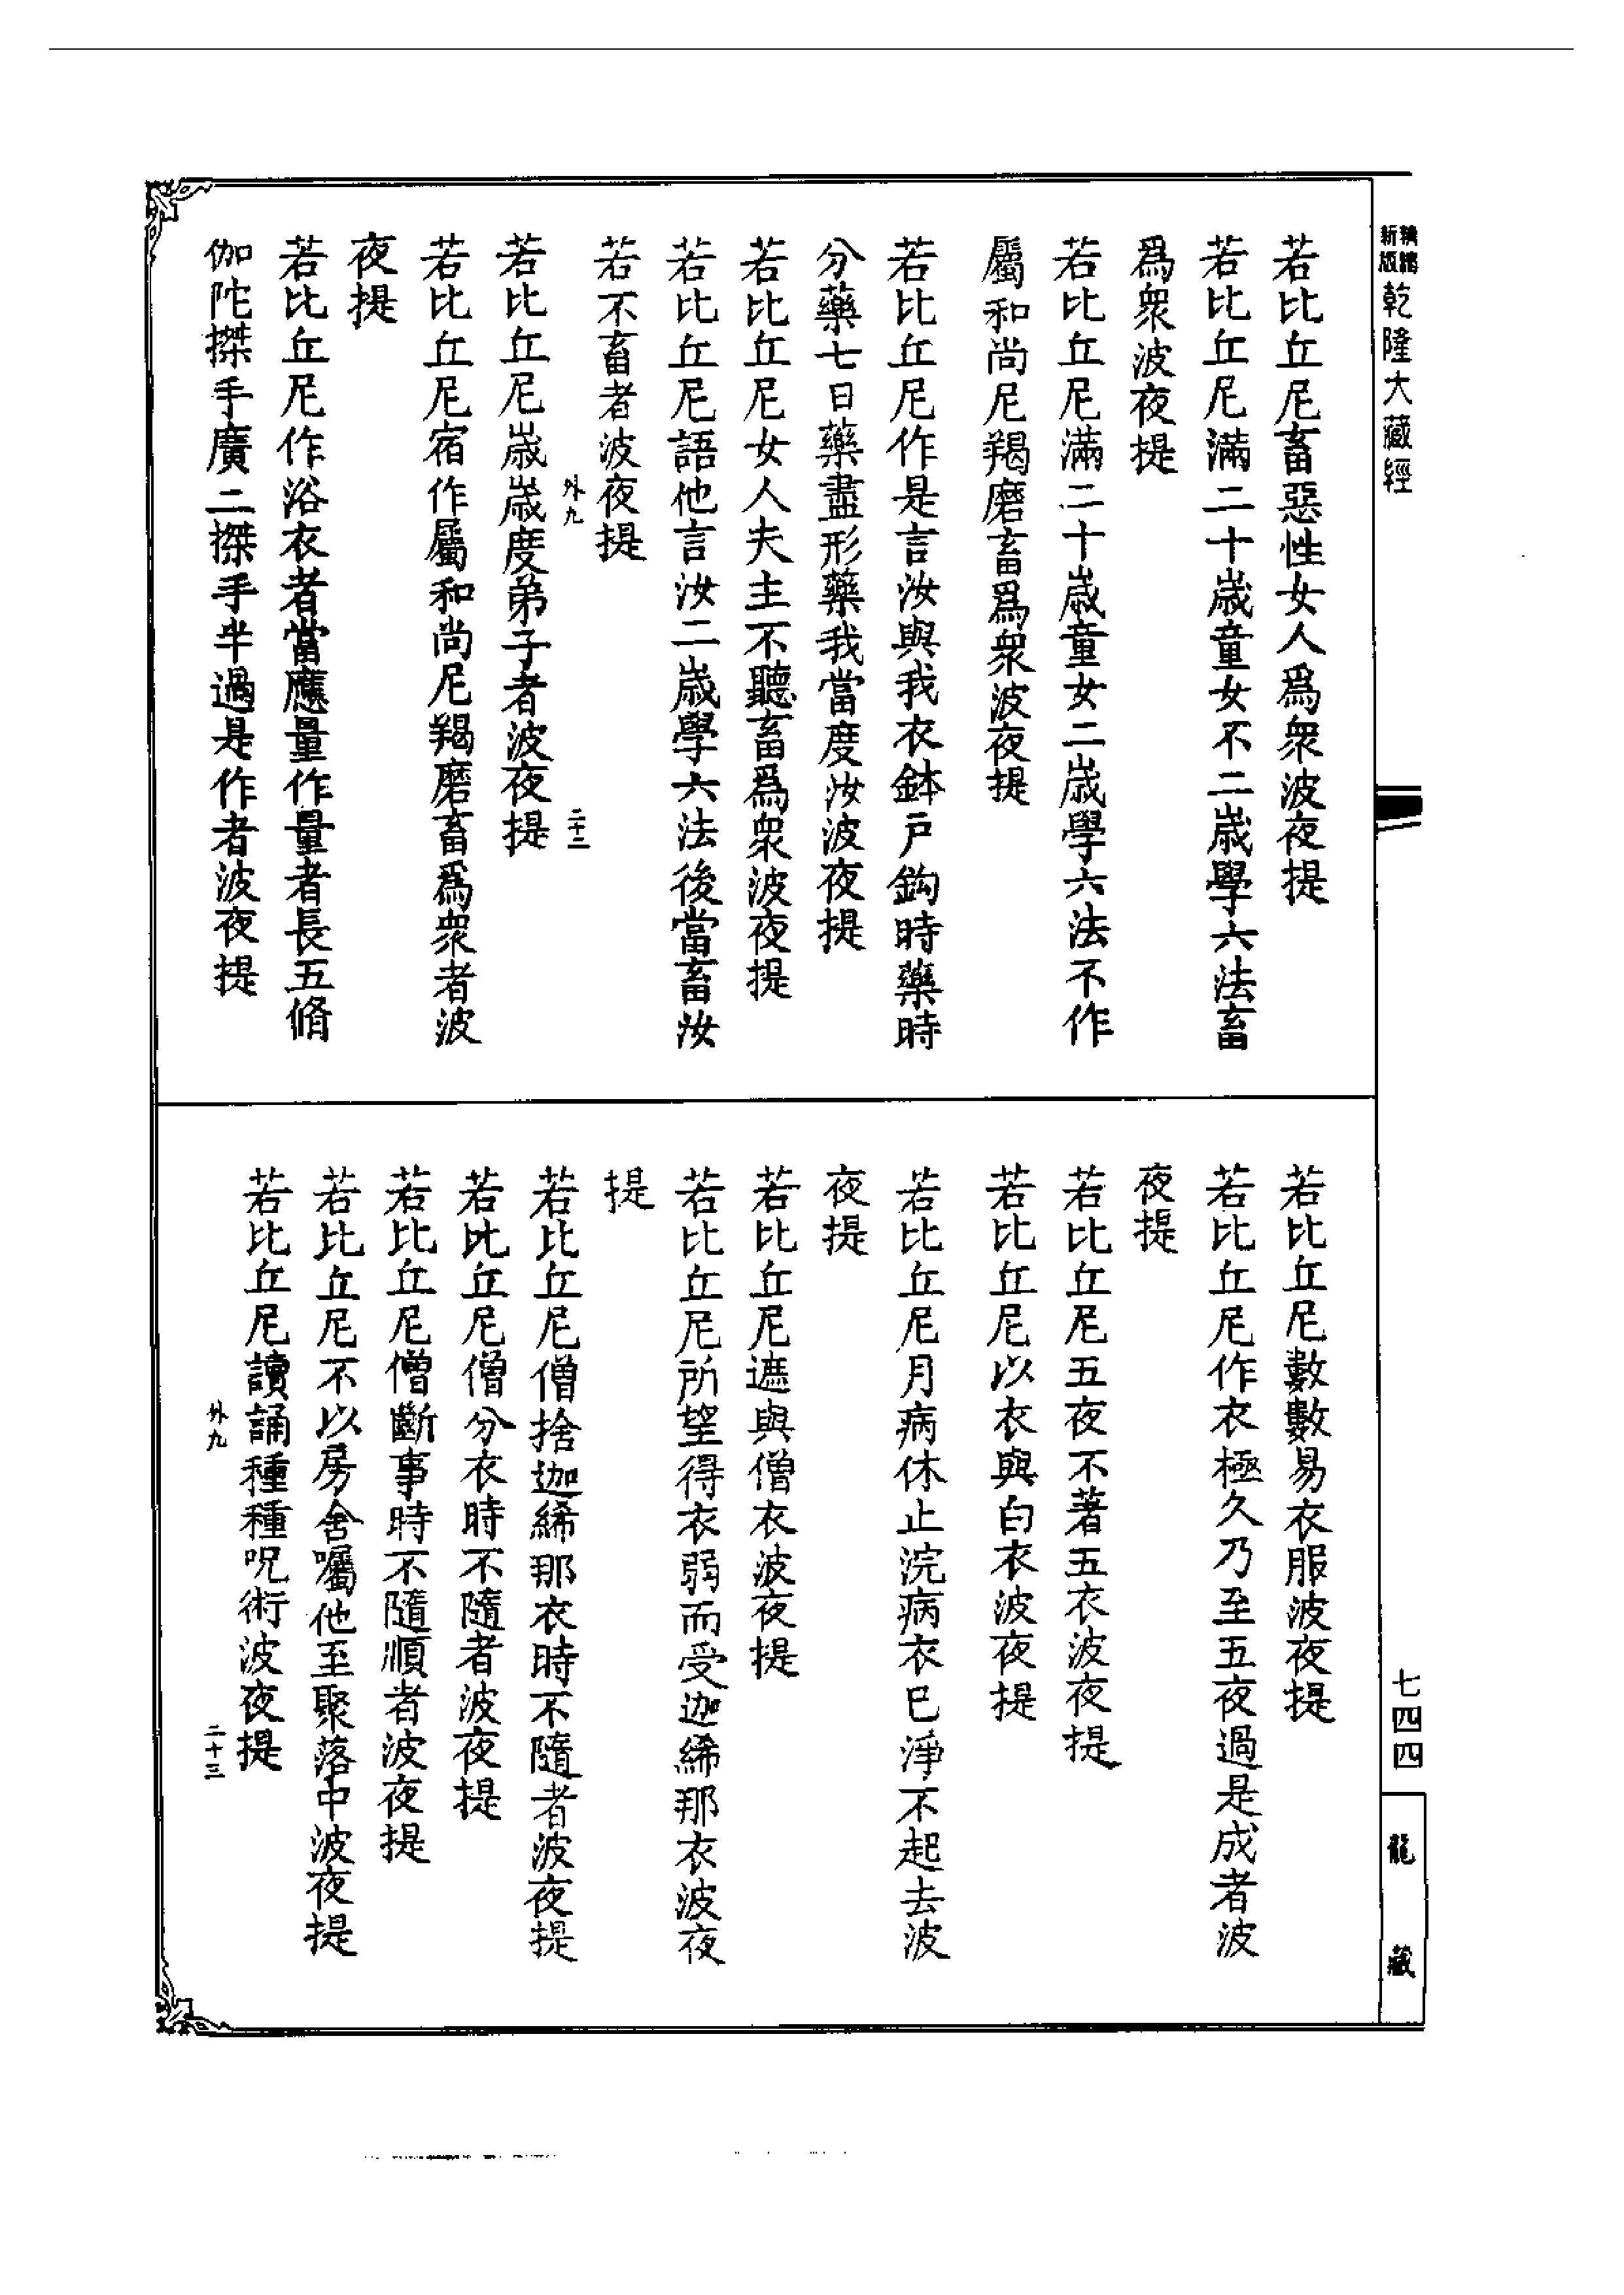 新版
精縮
乾隆大藏經
七四四
龍藏
若比丘尼畜惡性女人爲衆波夜提
若比丘尼滿二十歲童女不二歲學六法畜
爲衆波夜提
若比丘尼滿二十歲童女二歲學六法不作
屬和尚尼羯磨畜爲衆波夜提
若比丘尼作是言汝與我衣鉢戶鈎時藥時
分藥七日藥盡形藥我當度汝波夜提
若比丘尼女人夫主不聽畜爲衆波夜提
若比丘尼語他言汝二歲學六法後當畜汝
若不畜者波夜提
外九
二十二
若比丘尼歲歲度弟子者波夜提
若比丘尼宿作屬和尚尼羯磨畜爲衆者波
夜提
若比丘尼作浴衣者當應量作量者長五脩
伽陀搩手廣二搩手半過是作者波夜提
若比丘尼數數易衣服波夜提
若比丘尼作衣極久乃至五夜過是成者波
夜提
若比丘尼五夜不著五衣波夜提
若比丘尼以衣與白衣波夜提
若比丘尼月病休止浣病衣已淨不起去波
夜提
若比丘尼遮與僧衣波夜提
若比丘尼所望得衣弱而受迦絺那衣波夜
提
若比丘尼僧捨迦絺那衣時不隨者波夜提
若比丘尼僧分衣時不隨者波夜提
若比丘尼僧斷事時不隨順者波夜提
若比丘尼不以房舍囑他至聚落中波夜提
若比丘尼讀誦種種呪術波夜提
外九
二十三